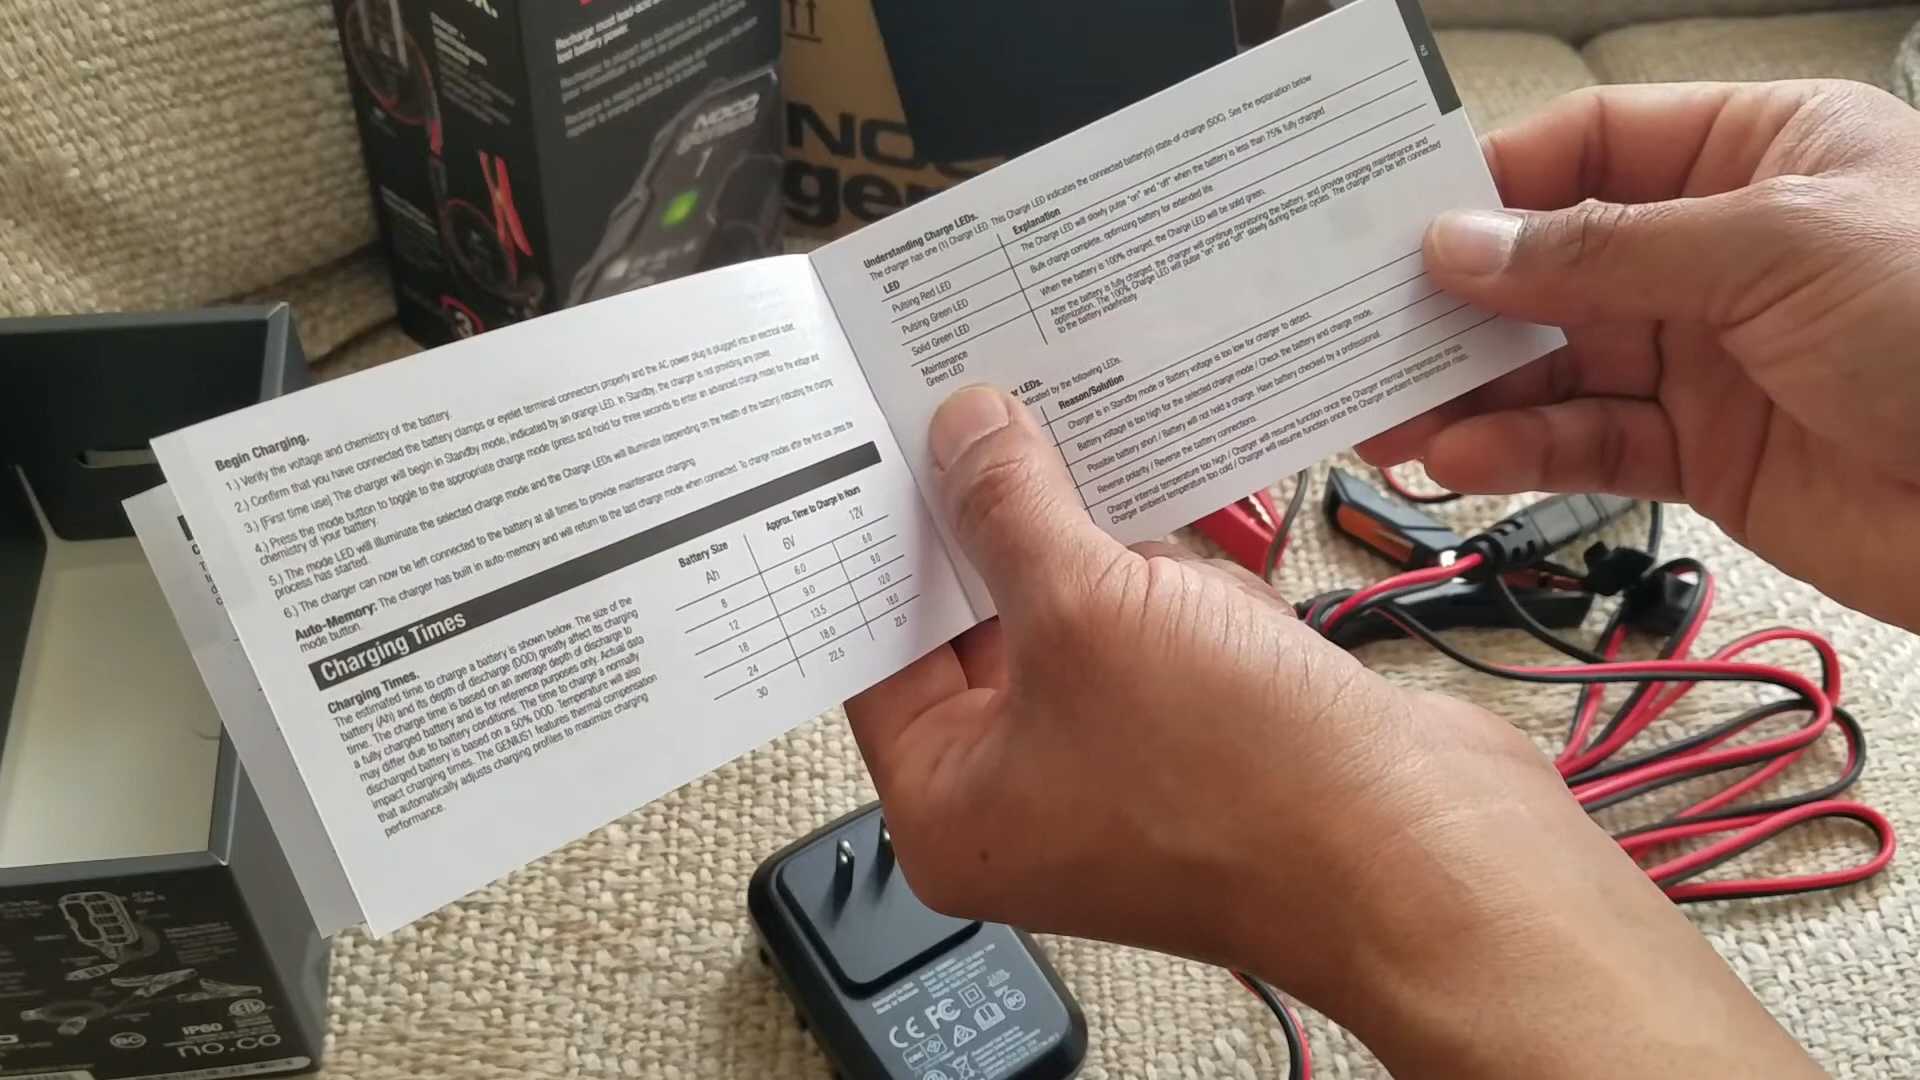 Recharge most lead-acid
lost battery power.
NOCO
NOCO
Begin Charging.
1.) Verify the voltage and chemistry of the battery.
2.) Confirm that you have connected the battery clamps or eyelet terminal connectors properly and the AC power plug is plugged into an electrical outlet.
3.) [First time use] The charger will begin in Standby mode, indicated by an orange LED. In Standby, the charger is not providing any power.
4.) Press the mode button to toggle to the appropriate charge mode (press and hold for three seconds to enter an advanced charge mode) to the voltage and
chemistry of your battery.
5.) The mode LED will illuminate the selected charge mode and the Charge LEDs will illuminate (depending on the health of the battery) indicating the charging
process has started.
6.) The charger can now be left connected to the battery at all times to provide maintenance charging
Auto-Memory: The charger has built in auto-memory and will return to the last charge mode when connected. To change modes after the first use, press the
mode button.
Charging Times
Charging Times.
The estimated time to charge a battery is shown below. The size of the
battery (Ah) and its depth of discharge (DOD) greatly affect its charging
time. The charge time is based on an average depth of discharge to
a fully charged battery and is for reference purposes only. Actual data
may differ due to battery conditions. The time to charge a normally
discharged battery is based on a 50% DOD. Temperature will also
impact charging times. The GENIUS1 features thermal compensation
that automatically adjusts charging profiles to maximize charging
performance.
Battery Size Approx. Time to Charge In Hours
Ah 6V 12V
8 6.0 6.0
12 9.0 9.0
18 13.5 12.0
24 18.0 18.0
30 22.5 22.5
EN
Understanding Charge LEDs.
The charger has one (1) Charge LED. This Charge LED indicates the connected battery(s) state-of-charge (SOC). See the explanation below:
LED Explanation
Pulsing Red LED The Charge LED will slowly pulse "on" and "off" when the battery is less than 75% fully charged.
Pulsing Green LED Bulk charge complete, optimizing battery for extended life.
Solid Green LED When the battery is 100% charged, the Charge LED will be solid green.
Maintenance
Green LED
After the battery is fully charged, the charger will continue monitoring the battery, and provide ongoing maintenance and
optimization. The 100% Charge LED will pulse "on" and "off" slowly during these cycles. The charger can be left connected
to the battery indefinitely.
LEDs.
indicated by the following LEDs.
Reason/Solution
Charger is in Standby mode or Battery voltage is too low for charger to detect.
Battery voltage is too high for the selected charge mode / Check the battery and charge mode.
Possible battery short / Battery will not hold a charge. Have battery checked by a professional.
Reverse polarity / Reverse the battery connections.
Charger internal temperature too high / Charger will resume function once the Charger internal temperature drops.
Charger ambient temperature too cold / Charger will resume function once the Charger ambient temperature rises.
IP60
no.co
CE FC